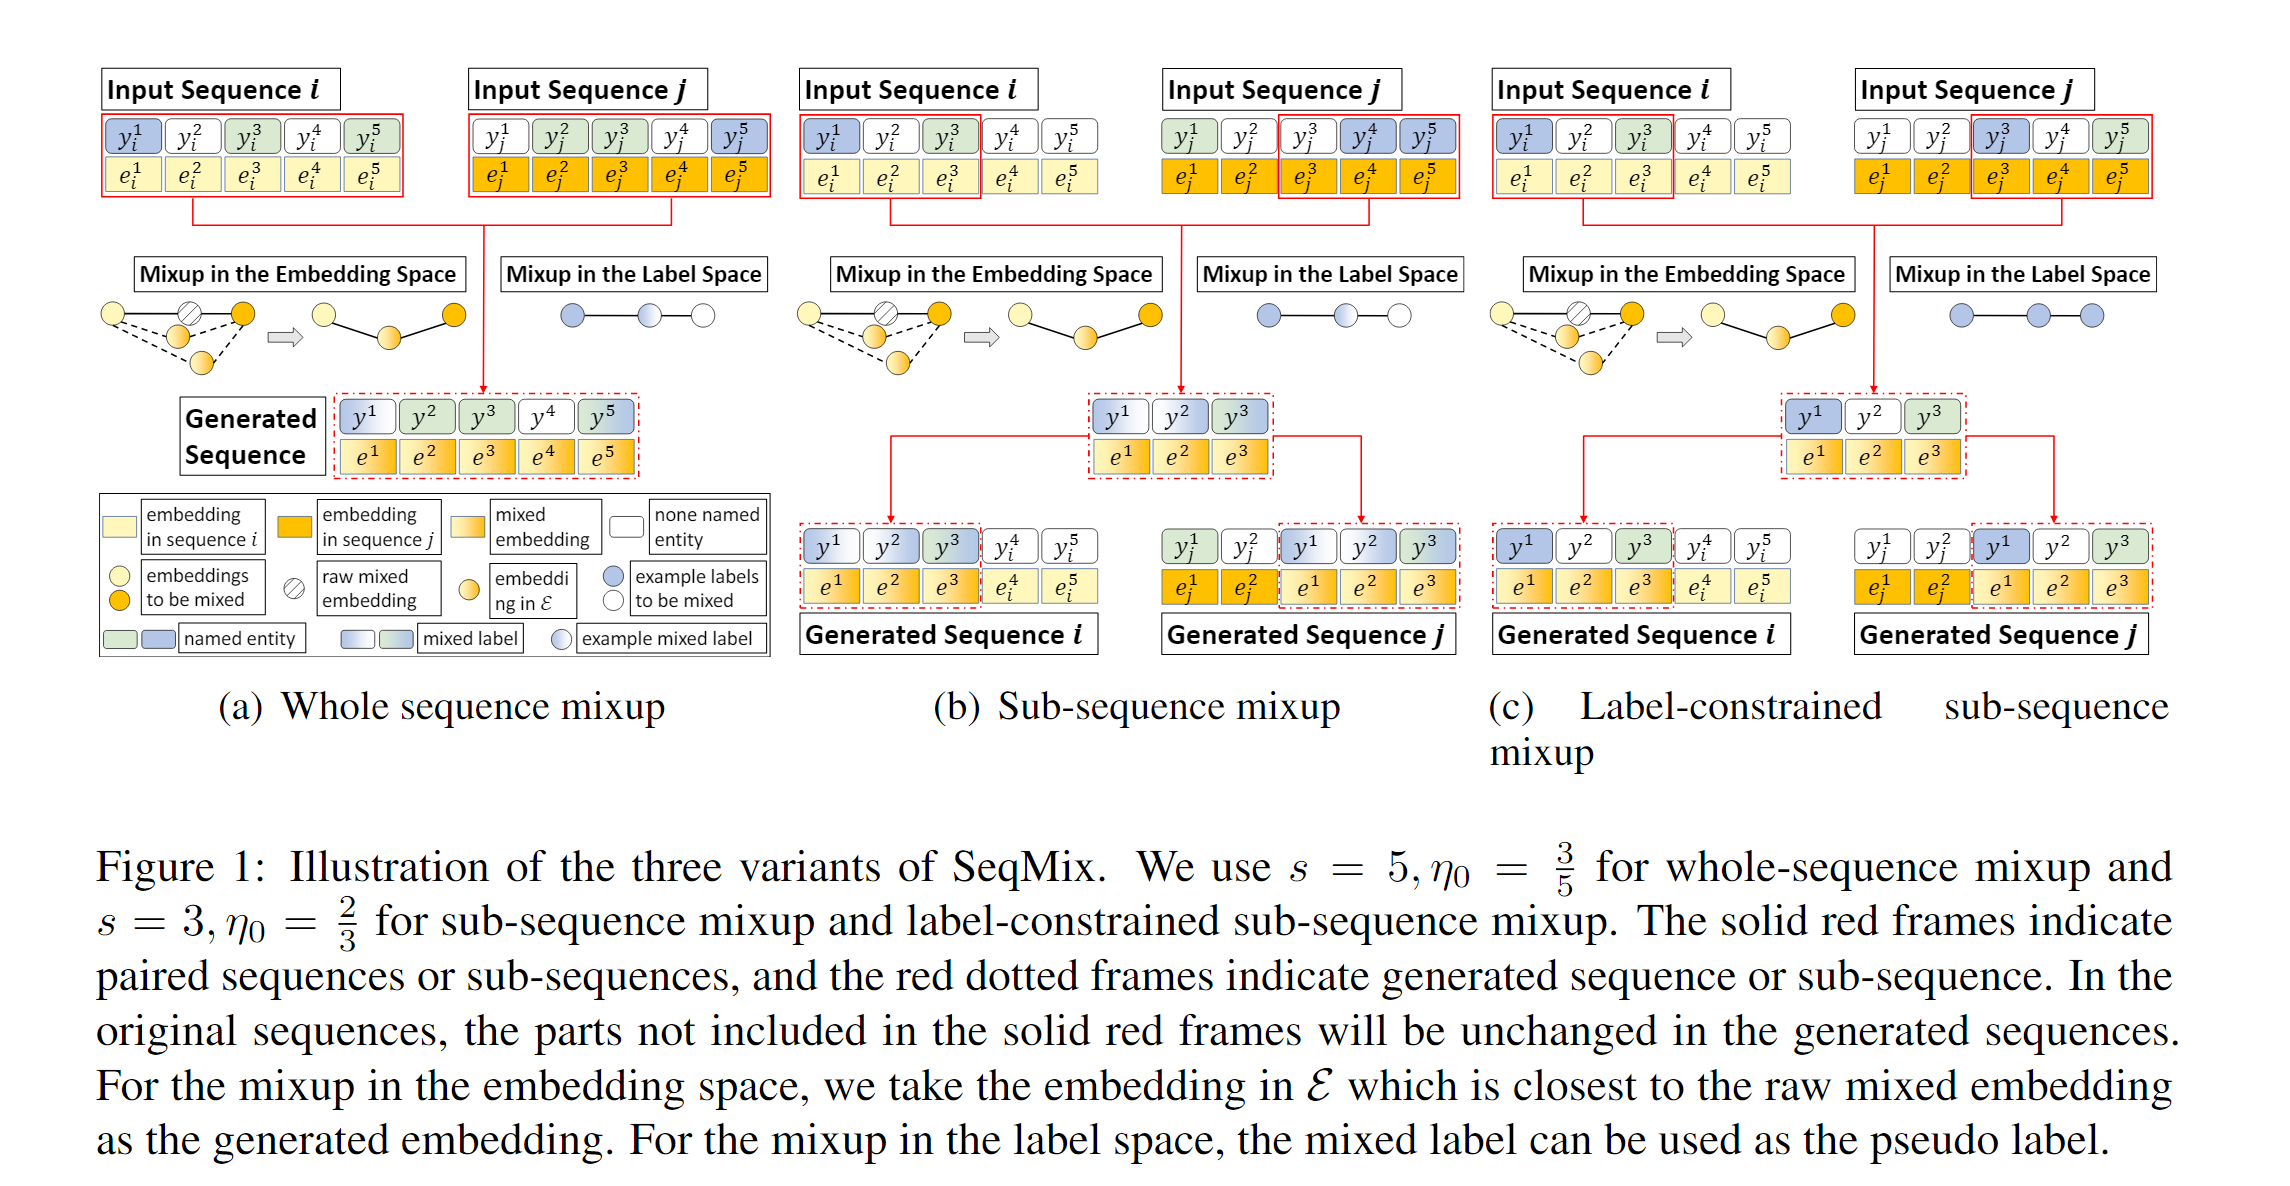 Input Sequence i
Input Sequence j
y_i^1 y_i^2 y_i^3 y_i^4 y_i^5
y_j^1 y_j^2 y_j^3 y_j^4 y_j^5
e_i^1 e_i^2 e_i^3 e_i^4 e_i^5
e_j^1 e_j^2 e_j^3 e_j^4 e_j^5
Mixup in the Embedding Space
Mixup in the Label Space
Generated
Sequence
y^1 y^2 y^3 y^4 y^5
e^1 e^2 e^3 e^4 e^5
embedding
in sequence i
embedding
in sequence j
mixed
embedding
none named
entity
embeddings
to be mixed
raw mixed
embedding
embeddi
ng in ℰ
example labels
to be mixed
named entity
mixed label
example mixed label
(a) Whole sequence mixup
Input Sequence i
Input Sequence j
y_i^1 y_i^2 y_i^3 y_i^4 y_i^5
y_j^1 y_j^2 y_j^3 y_j^4 y_j^5
e_i^1 e_i^2 e_i^3 e_i^4 e_i^5
e_j^1 e_j^2 e_j^3 e_j^4 e_j^5
Mixup in the Embedding Space
Mixup in the Label Space
y^1 y^2 y^3
e^1 e^2 e^3
y^1 y^2 y^3 y_i^4 y_i^5
y_j^1 y_j^2 y^1 y^2 y^3
e^1 e^2 e^3 e_i^4 e_i^5
e_j^1 e_j^2 e^1 e^2 e^3
Generated Sequence i
Generated Sequence j
(b) Sub-sequence mixup
Input Sequence i
Input Sequence j
y_i^1 y_i^2 y_i^3 y_i^4 y_i^5
y_j^1 y_j^2 y_j^3 y_j^4 y_j^5
e_i^1 e_i^2 e_i^3 e_i^4 e_i^5
e_j^1 e_j^2 e_j^3 e_j^4 e_j^5
Mixup in the Embedding Space
Mixup in the Label Space
y^1 y^2 y^3
e^1 e^2 e^3
y^1 y^2 y^3 y_i^4 y_i^5
y_j^1 y_j^2 y^1 y^2 y^3
e^1 e^2 e^3 e_i^4 e_i^5
e_j^1 e_j^2 e^1 e^2 e^3
Generated Sequence i
Generated Sequence j
(c) Label-constrained sub-sequence
mixup
Figure 1: Illustration of the three variants of SeqMix. We use s = 5, η_0 = 3/5 for whole-sequence mixup and
s = 3, η_0 = 2/3 for sub-sequence mixup and label-constrained sub-sequence mixup. The solid red frames indicate
paired sequences or sub-sequences, and the red dotted frames indicate generated sequence or sub-sequence. In the
original sequences, the parts not included in the solid red frames will be unchanged in the generated sequences.
For the mixup in the embedding space, we take the embedding in ℰ which is closest to the raw mixed embedding
as the generated embedding. For the mixup in the label space, the mixed label can be used as the pseudo label.